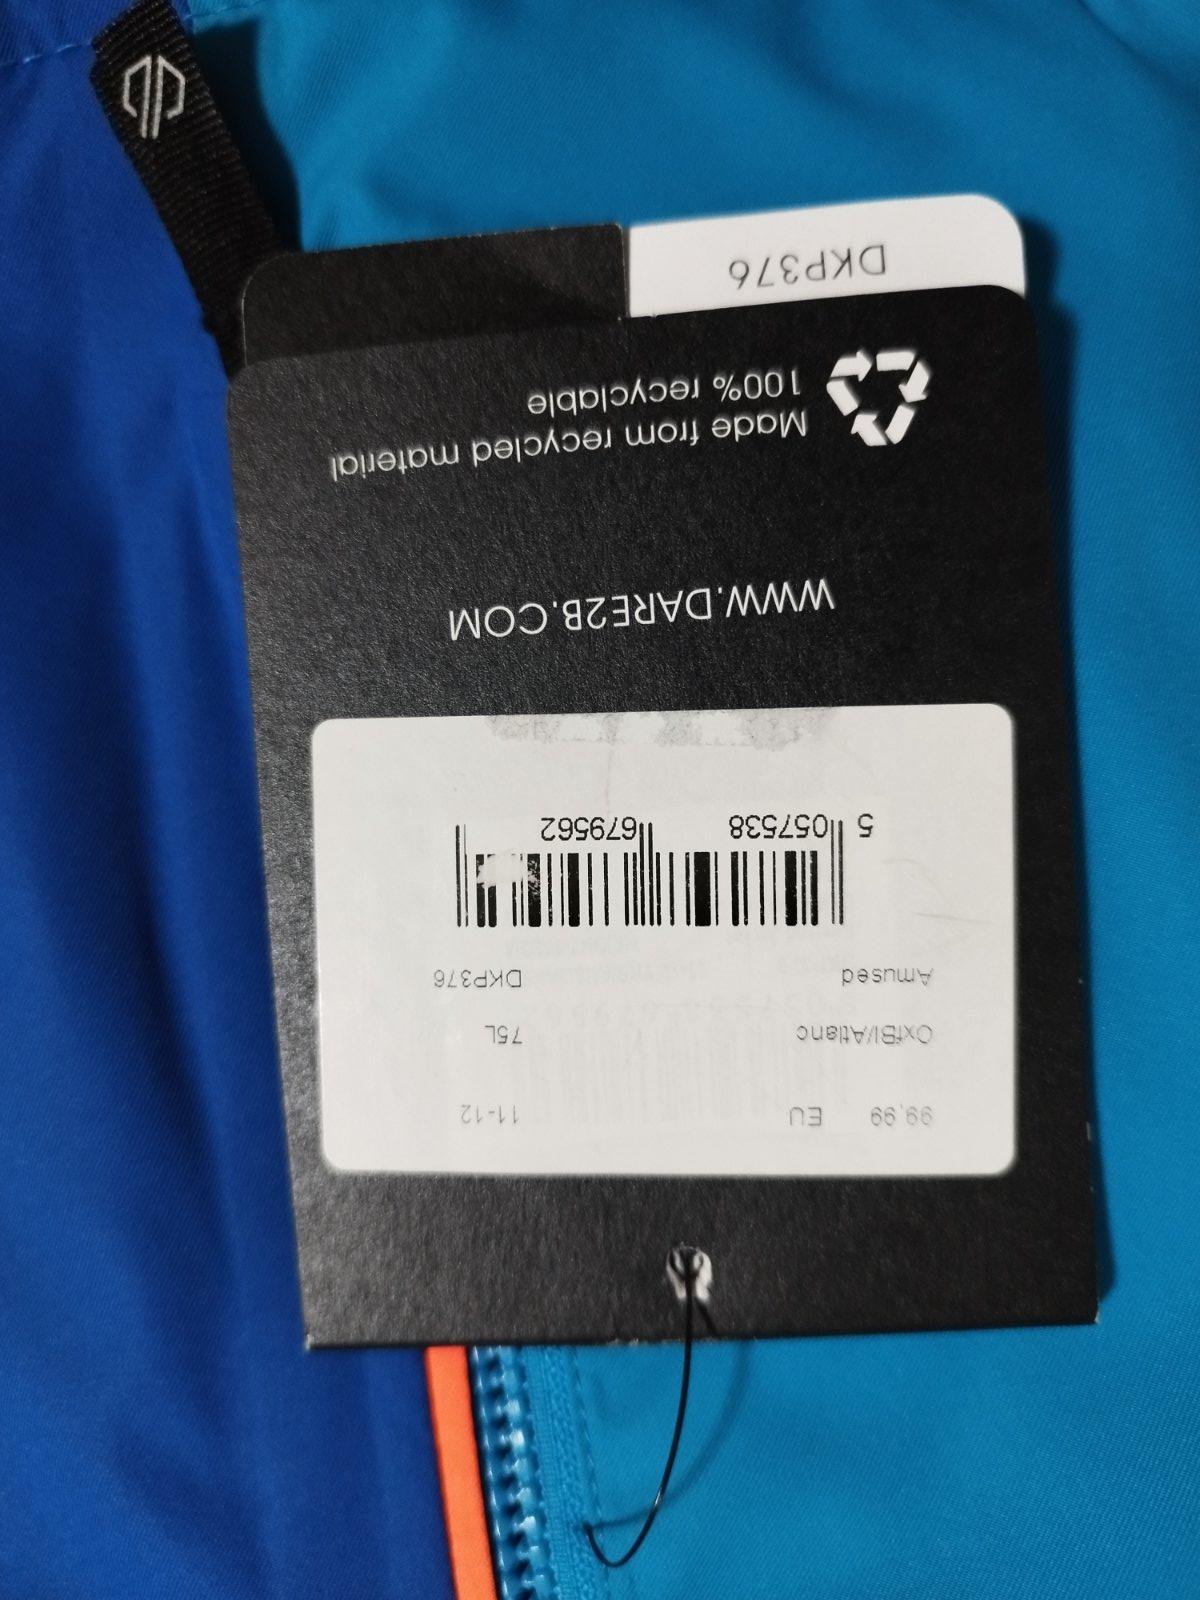 99.99 EU 11-12
OxfBl/Atlanc 75L
Amused DKP376
5 057538 679562
WWW.DARE2B.COM
Made from recycled material
100% recyclable
DKP376